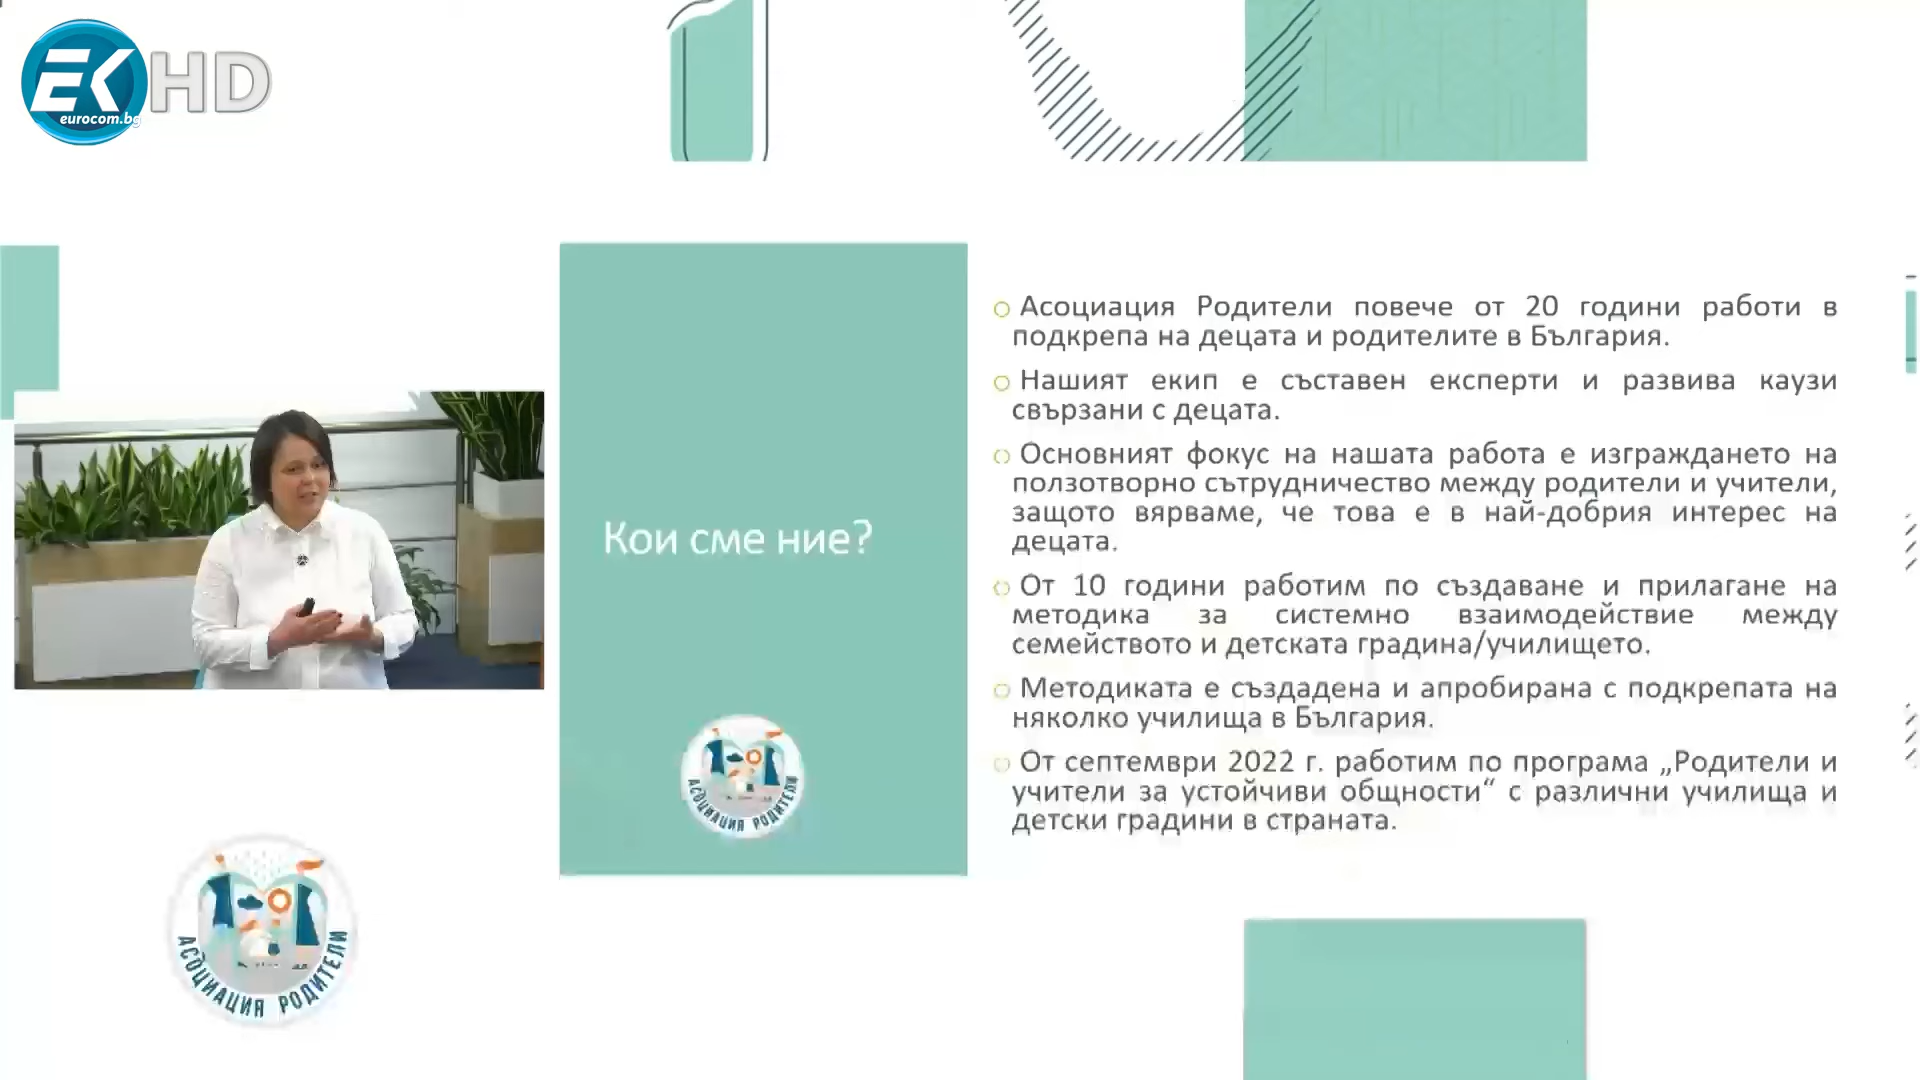 EK HD
eurocom.bg
Кои сме ние?
АСОЦИАЦИЯ РОДИТЕЛИ
Асоциация Родители повече от 20 години работи в
подкрепа на децата и родителите в България.
Нашият екип е съставен експерти и развива каузи
свързани с децата.
Основният фокус на нашата работа е изграждането на
ползотворно сътрудничество между родители и учители,
защото вярваме, че това е в най-добрия интерес на
децата.
От 10 години работим по създаване и прилагане на
методика за системно взаимодействие между
семейството и детската градина/училището.
Методиката е създадена и апробирана с подкрепата на
няколко училища в България.
От септември 2022 г. работим по програма „Родители и
учители за устойчиви общности“ с различни училища и
детски градини в страната.
АСОЦИАЦИЯ РОДИТЕЛИ